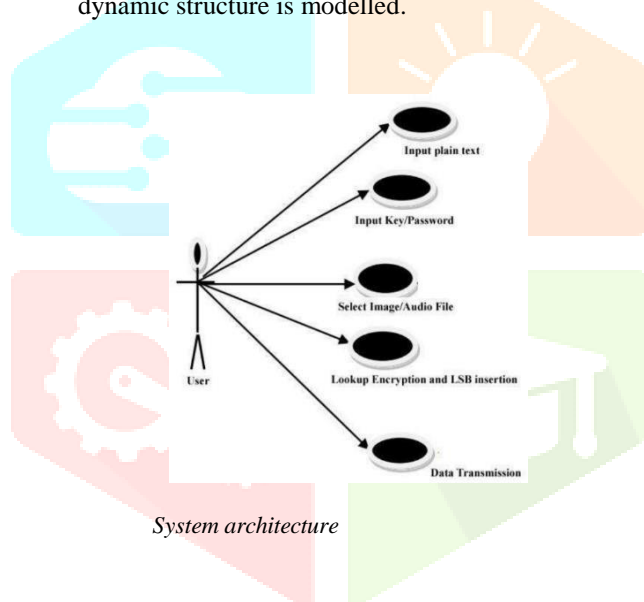 dynamic structure is modelled.
Input plain text
Input Key/Password
Select Image/Audio File
Lookup Encryption and LSB insertion
User
Data Transmission
System architecture